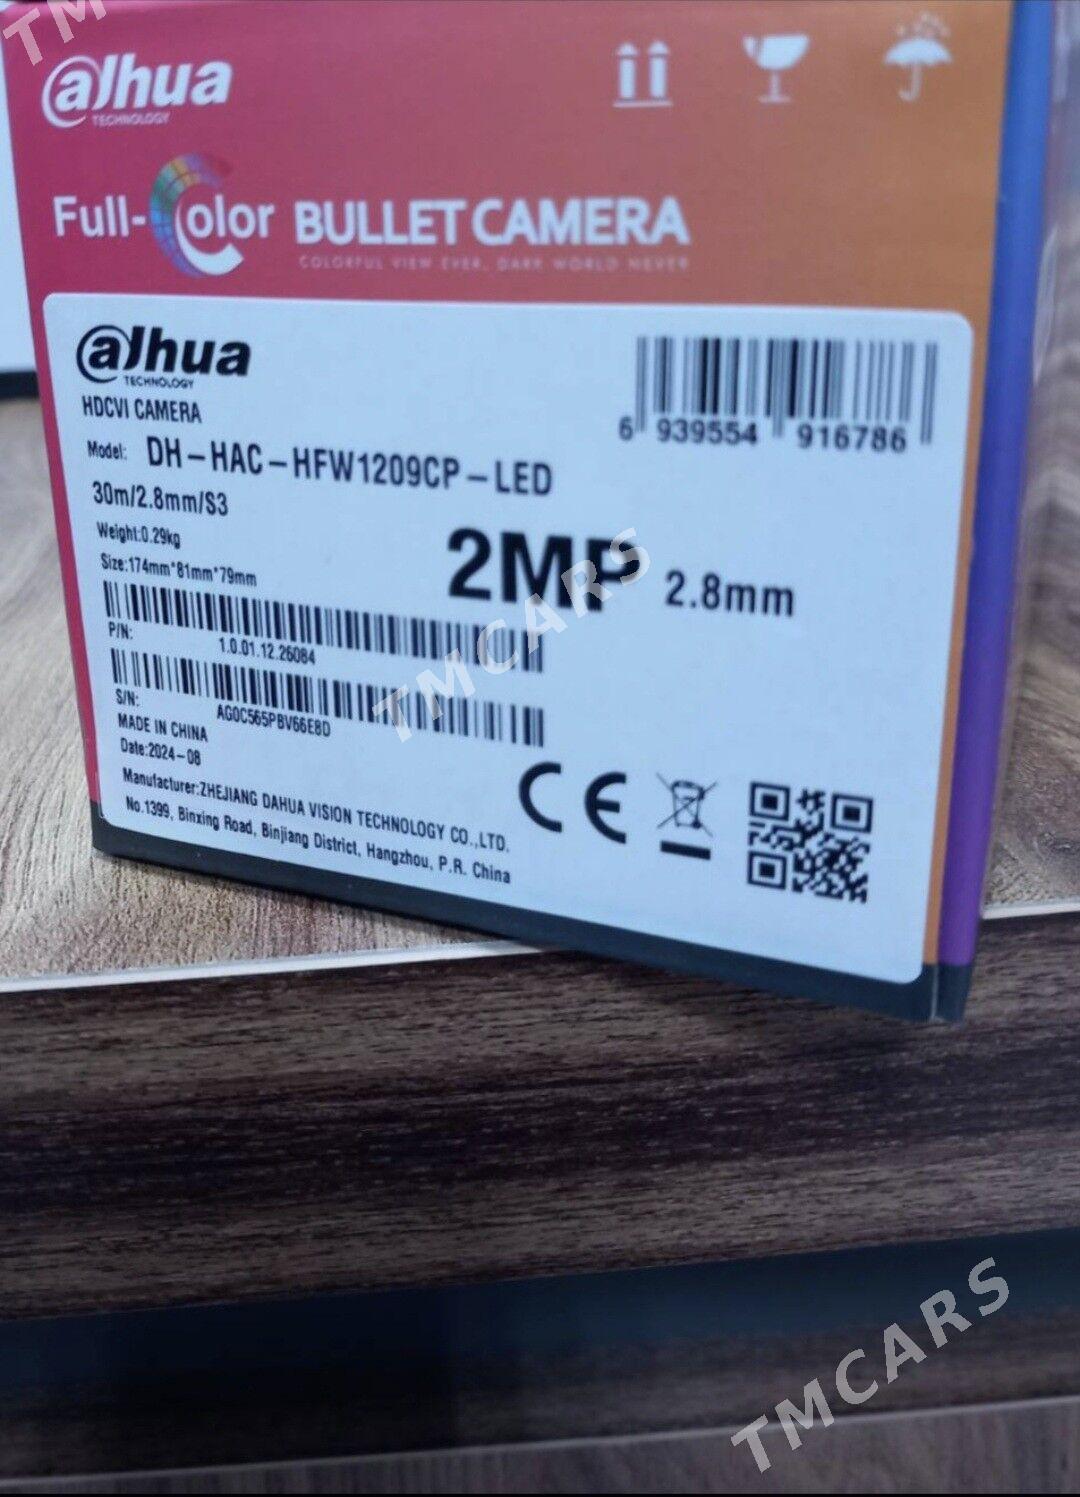 TM
alhua
TECHNOLOGY
Full-Color BULLET CAMERA
COLORFUL VIEW EVER, DARK WORLD NEVER
alhua
TECHNOLOGY
HDCVI CAMERA
Model: DH-HAC-HFW1209CP-LED
30m/2.8mm/S3
Weight:0.29kg
Size:174mm*81mm*79mm
6 939554 916786
2MP 2.8mm
P/N: 1.0.01.12.26084
S/N: AG0C565PBV66E8D
MADE IN CHINA
Date:2024-08
Manufacturer:ZHEJIANG DAHUA VISION TECHNOLOGY CO.,LTD.
No.1399, Binxing Road, Binjiang District, Hangzhou, P.R. China
CE
TMCARS
TMCARS